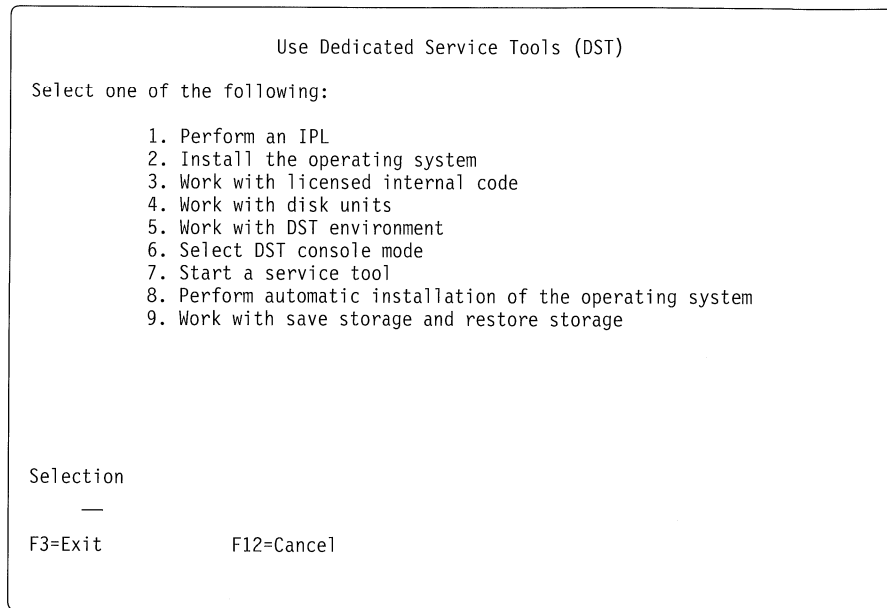 Use Dedicated Service Tools (DST)
Select one of the following:
1. Perform an IPL
2. Install the operating system
3. Work with licensed internal code
4. Work with disk units
5. Work with DST environment
6. Select DST console mode
7. Start a service tool
8. Perform automatic installation of the operating system
9. Work with save storage and restore storage
Selection
F3=Exit F12=Cancel